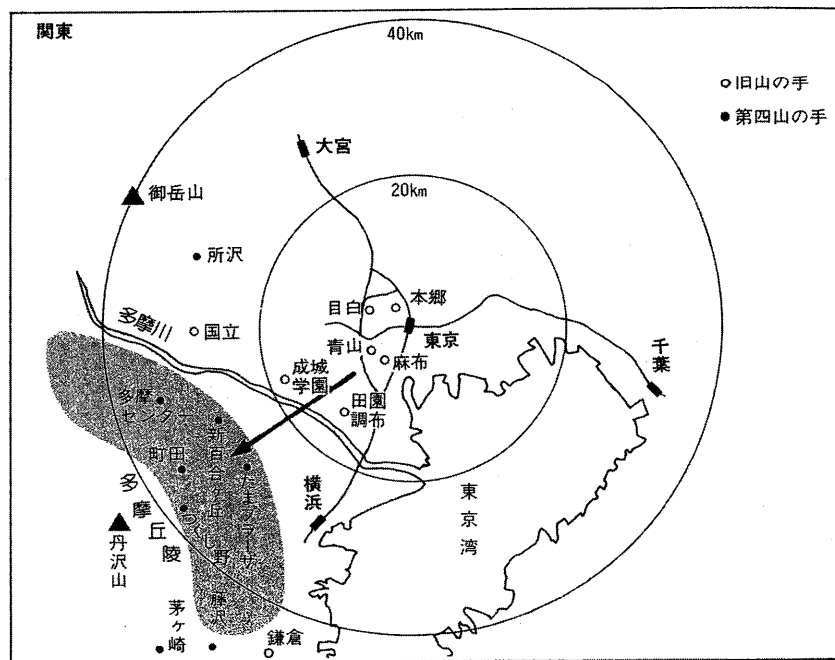 関東
40km
○旧山の手
●第四山の手
大宮
20km
御岳山
所沢
目白
本郷
多摩川
国立
東京
青山
麻布
千葉
成城
学園
田園
調布
多摩
センター
新百合ヶ丘
町田
たまプラーザ
横浜
東京湾
つくし野
多摩丘陵
丹沢山
藤沢
茅ヶ崎
鎌倉